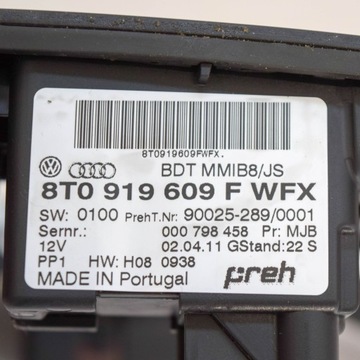 8T0919609FWFX.
BDT MMIB8/JS
8T0 919 609 F WFX
SW: 0100 PrehT.Nr: 90025-289/0001
Sernr.: 000 798 458 Pr: MJB
12V 02.04.11 GStand: 22 S
PP1 HW: H08 0938
MADE IN Portugal preh